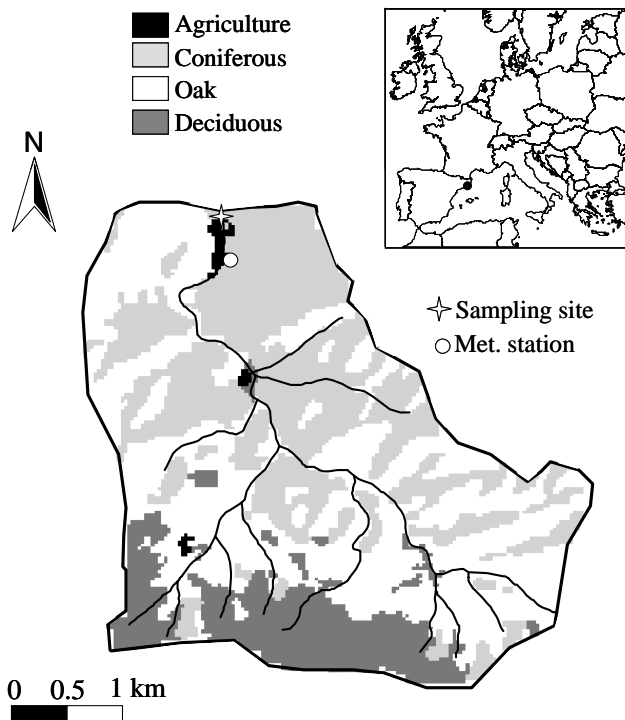 Agriculture
Coniferous
Oak
Deciduous
N
Sampling site
Met. station
0 0.5 1 km